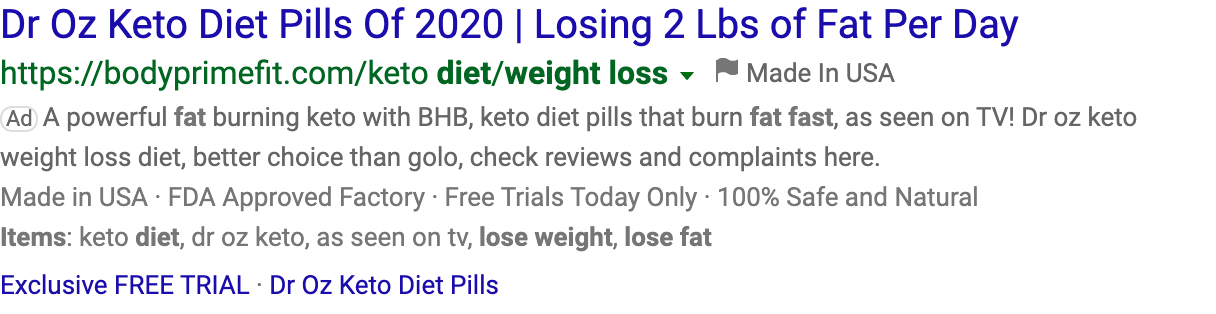 Dr Oz Keto Diet Pills Of 2020 | Losing 2 Lbs of Fat Per Day
https://bodyprimefit.com/keto diet/weight loss Made In USA
Ad A powerful fat burning keto with BHB, keto diet pills that burn fat fast, as seen on TV! Dr oz keto
weight loss diet, better choice than golo, check reviews and complaints here.
Made in USA · FDA Approved Factory · Free Trials Today Only · 100% Safe and Natural
Items: keto diet, dr oz keto, as seen on tv, lose weight, lose fat
Exclusive FREE TRIAL · Dr Oz Keto Diet Pills